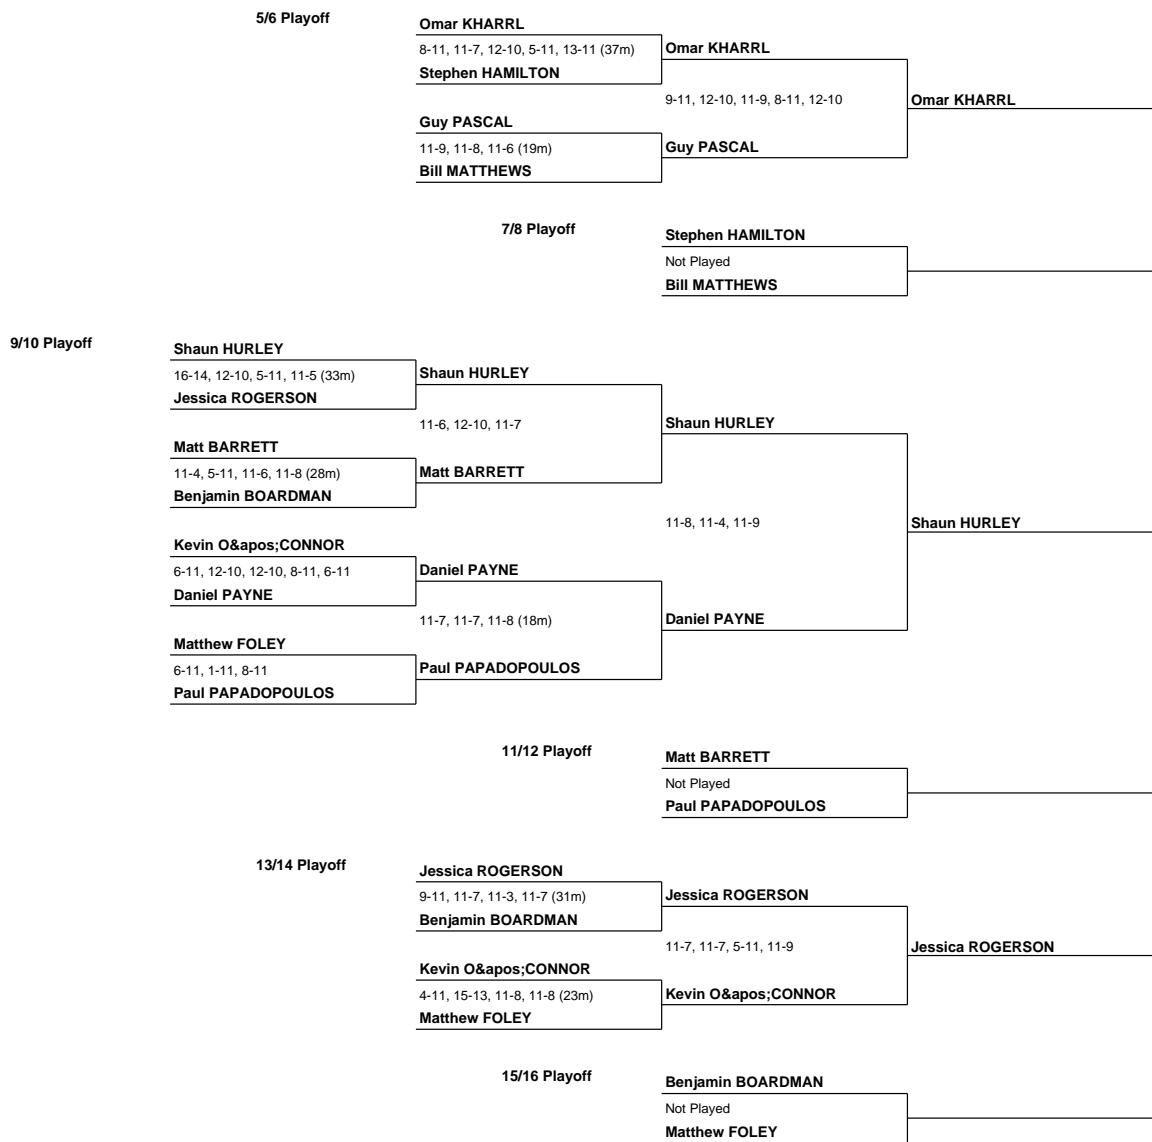 5/6 Playoff
Omar KHARRL
8-11, 11-7, 12-10, 5-11, 13-11 (37m)
Stephen HAMILTON
Omar KHARRL
9-11, 12-10, 11-9, 8-11, 12-10
Omar KHARRL
Guy PASCAL
11-9, 11-8, 11-6 (19m)
Bill MATTHEWS
Guy PASCAL
7/8 Playoff
Stephen HAMILTON
Not Played
Bill MATTHEWS
9/10 Playoff
Shaun HURLEY
16-14, 12-10, 5-11, 11-5 (33m)
Jessica ROGERSON
Shaun HURLEY
11-6, 12-10, 11-7
Shaun HURLEY
Matt BARRETT
11-4, 5-11, 11-6, 11-8 (28m)
Benjamin BOARDMAN
Matt BARRETT
11-8, 11-4, 11-9
Shaun HURLEY
Kevin O&apos;CONNOR
6-11, 12-10, 12-10, 8-11, 6-11
Daniel PAYNE
Daniel PAYNE
11-7, 11-7, 11-8 (18m)
Daniel PAYNE
Matthew FOLEY
6-11, 1-11, 8-11
Paul PAPADOPOULOS
Paul PAPADOPOULOS
11/12 Playoff
Matt BARRETT
Not Played
Paul PAPADOPOULOS
13/14 Playoff
Jessica ROGERSON
9-11, 11-7, 11-3, 11-7 (31m)
Benjamin BOARDMAN
Jessica ROGERSON
11-7, 11-7, 5-11, 11-9
Jessica ROGERSON
Kevin O&apos;CONNOR
4-11, 15-13, 11-8, 11-8 (23m)
Matthew FOLEY
Kevin O&apos;CONNOR
15/16 Playoff
Benjamin BOARDMAN
Not Played
Matthew FOLEY